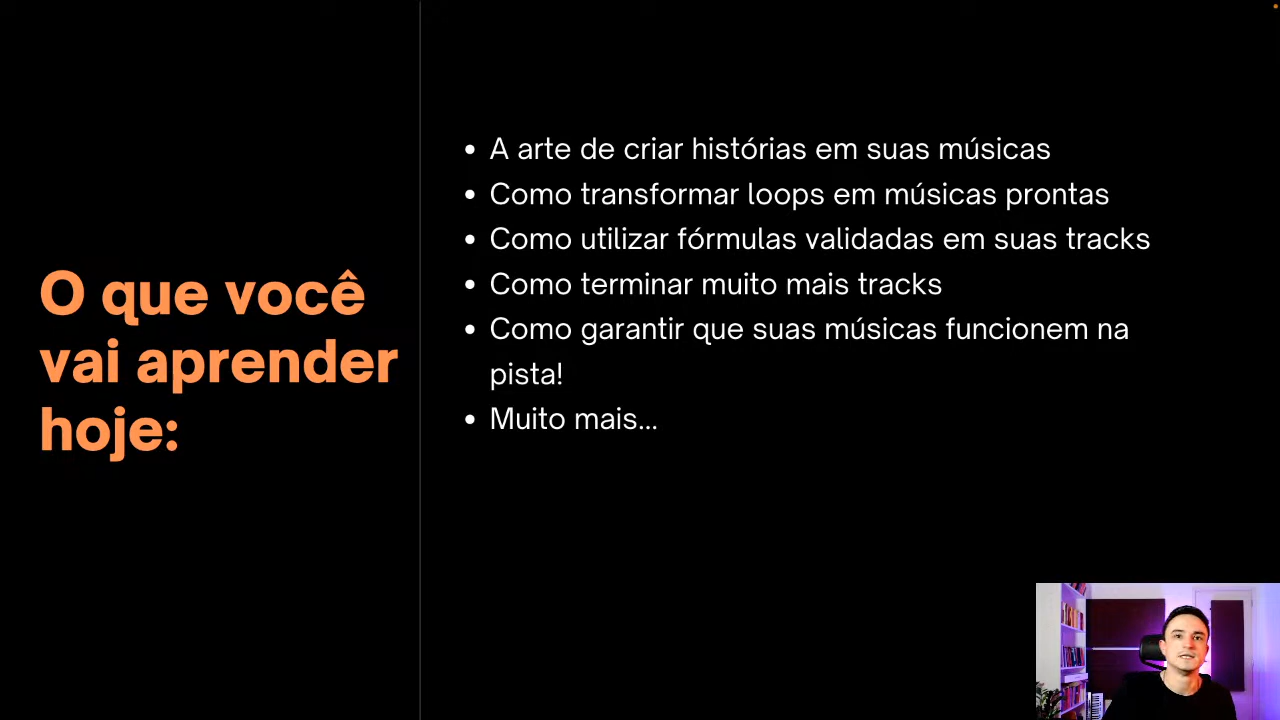 O que você
vai aprender
hoje:
• A arte de criar histórias em suas músicas
• Como transformar loops em músicas prontas
• Como utilizar fórmulas validadas em suas tracks
• Como terminar muito mais tracks
• Como garantir que suas músicas funcionem na
pista!
• Muito mais...